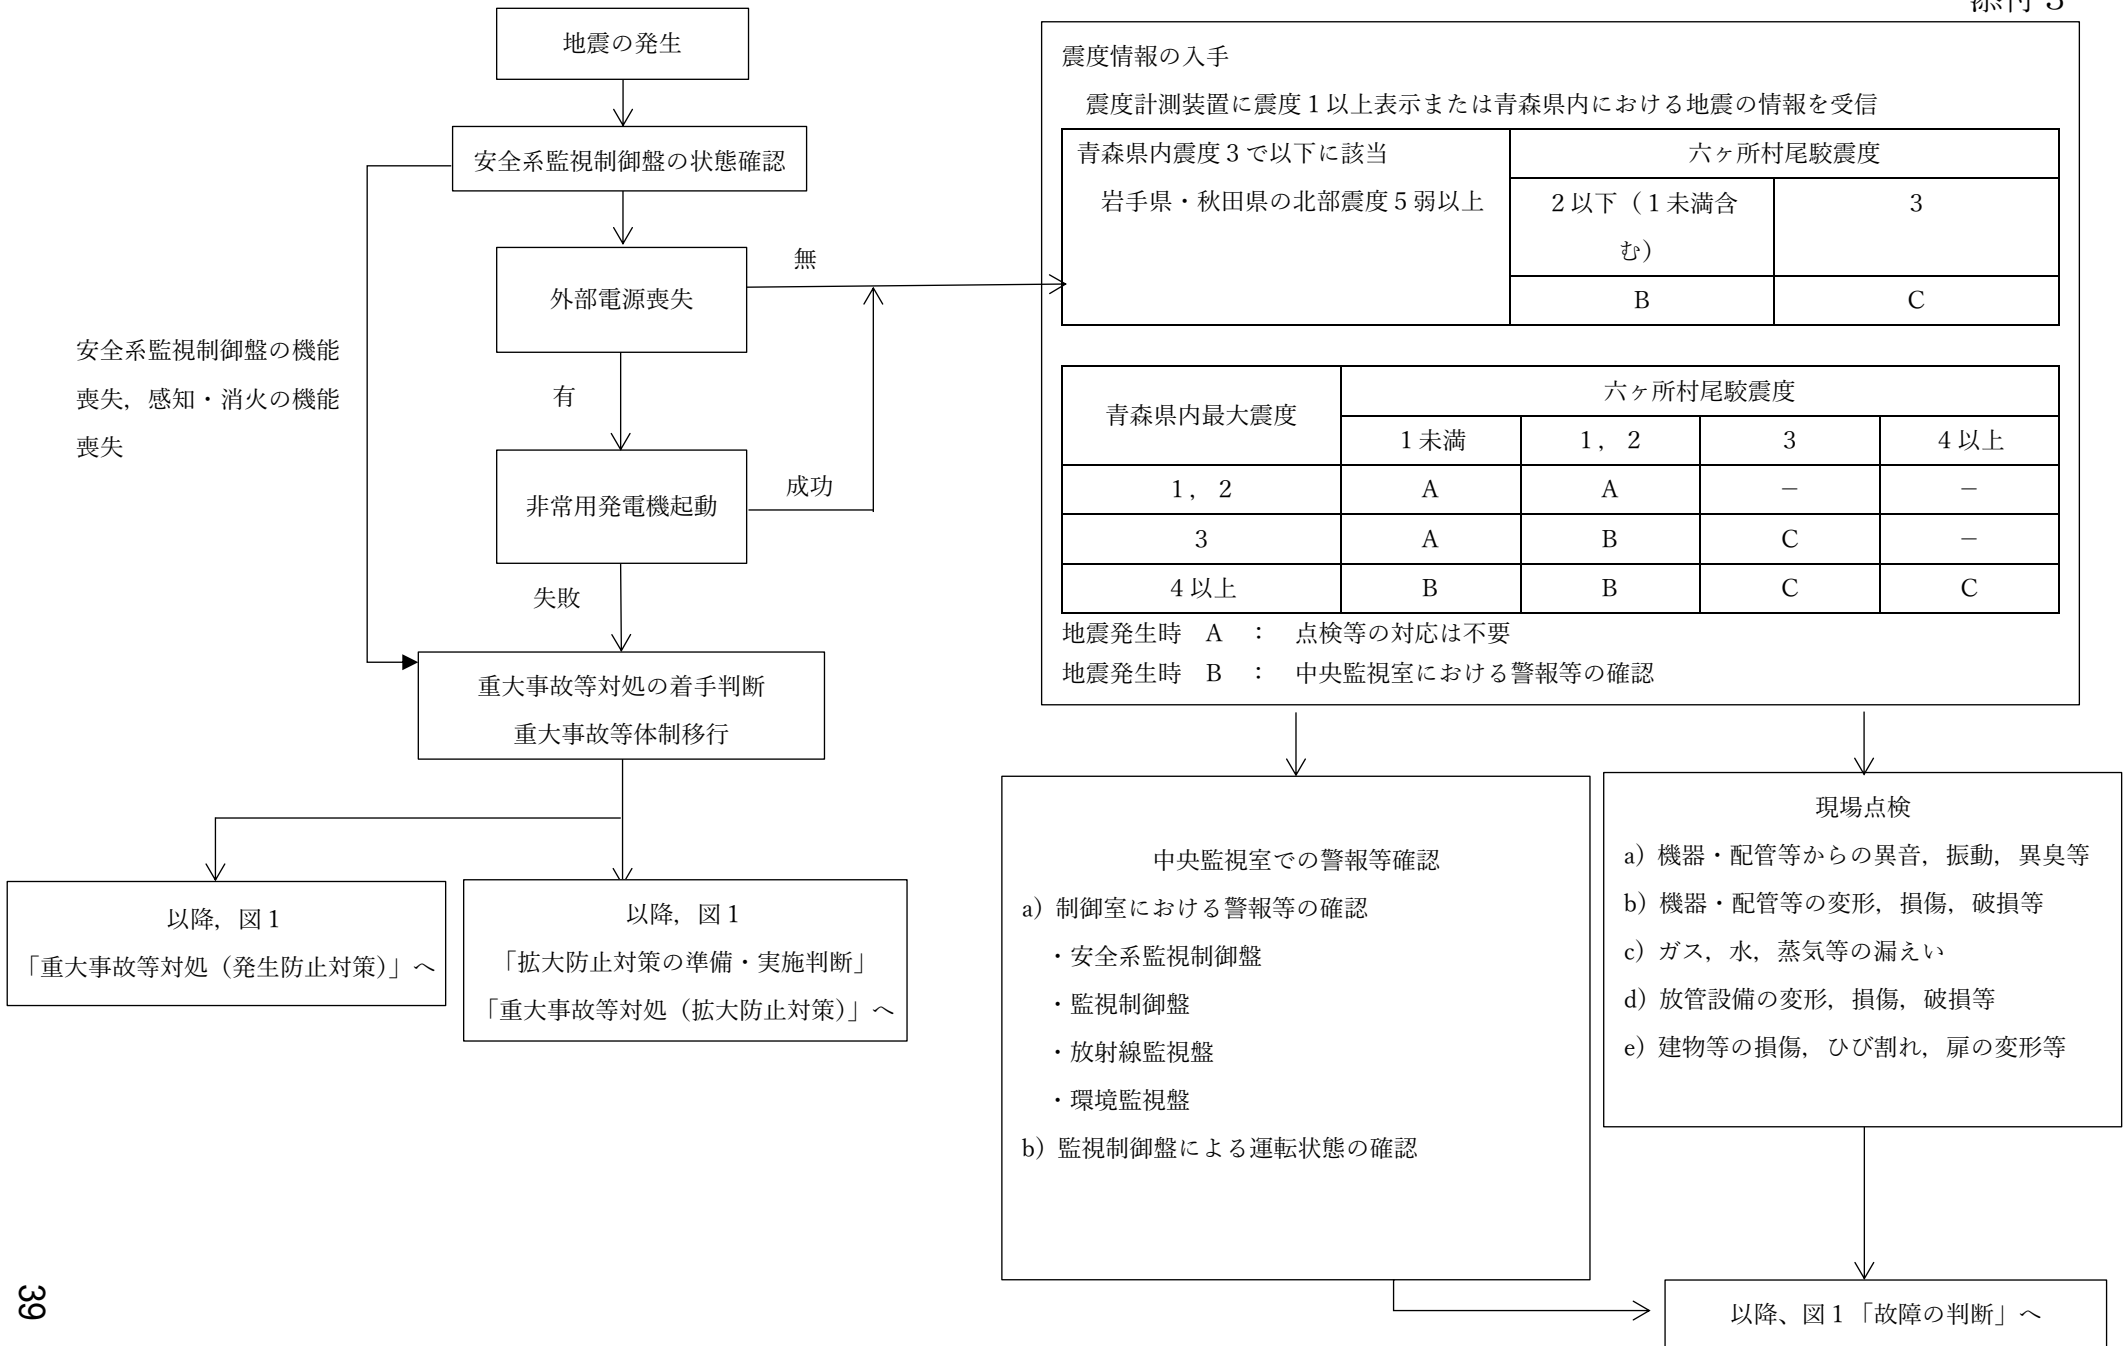 地震の発生
安全系監視制御盤の状態確認
外部電源喪失
無
有
安全系監視制御盤の機能
喪失，感知・消火の機能
喪失
非常用発電機起動
成功
失敗
重大事故等対処の着手判断
重大事故等体制移行
以降，図１
「重大事故等対処（発生防止対策）」へ
以降，図１
「拡大防止対策の準備・実施判断」
「重大事故等対処（拡大防止対策）」へ
震度情報の入手
震度計測装置に震度１以上表示または青森県内における地震の情報を受信
青森県内震度３で以下に該当
岩手県・秋田県の北部震度５弱以上
六ヶ所村尾駮震度
２以下（１未満含
む）
３
B
C
青森県内最大震度
六ヶ所村尾駮震度
１未満 １，２ ３ ４以上
１，２ A A － －
３ A B C －
４以上 B B C C
地震発生時　A　：　点検等の対応は不要
地震発生時　B　：　中央監視室における警報等の確認
中央監視室での警報等確認
a）制御室における警報等の確認
・安全系監視制御盤
・監視制御盤
・放射線監視盤
・環境監視盤
b）監視制御盤による運転状態の確認
現場点検
a）機器・配管等からの異音，振動，異臭等
b）機器・配管等の変形，損傷，破損等
c）ガス，水，蒸気等の漏えい
d）放管設備の変形，損傷，破損等
e）建物等の損傷，ひび割れ，扉の変形等
以降、図１「故障の判断」へ
39